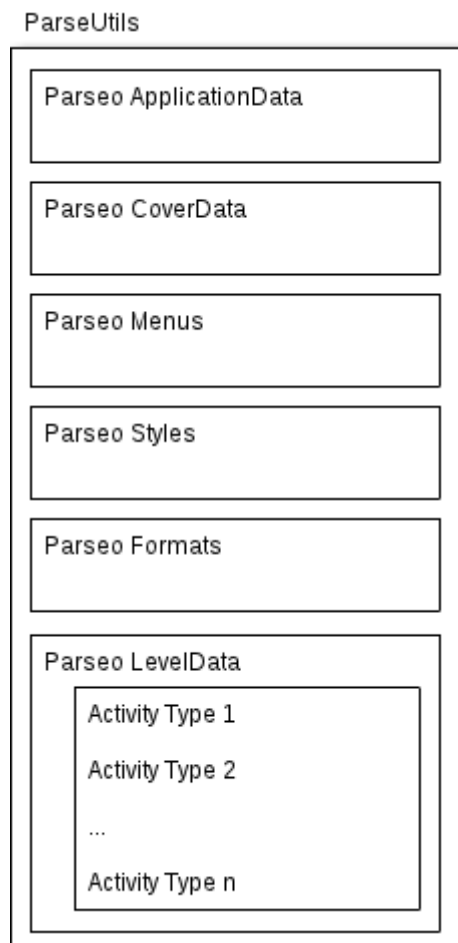 ParseUtils
Parseo ApplicationData
Parseo CoverData
Parseo Menus
Parseo Styles
Parseo Formats
Parseo LevelData
Activity Type 1
Activity Type 2
...
Activity Type n